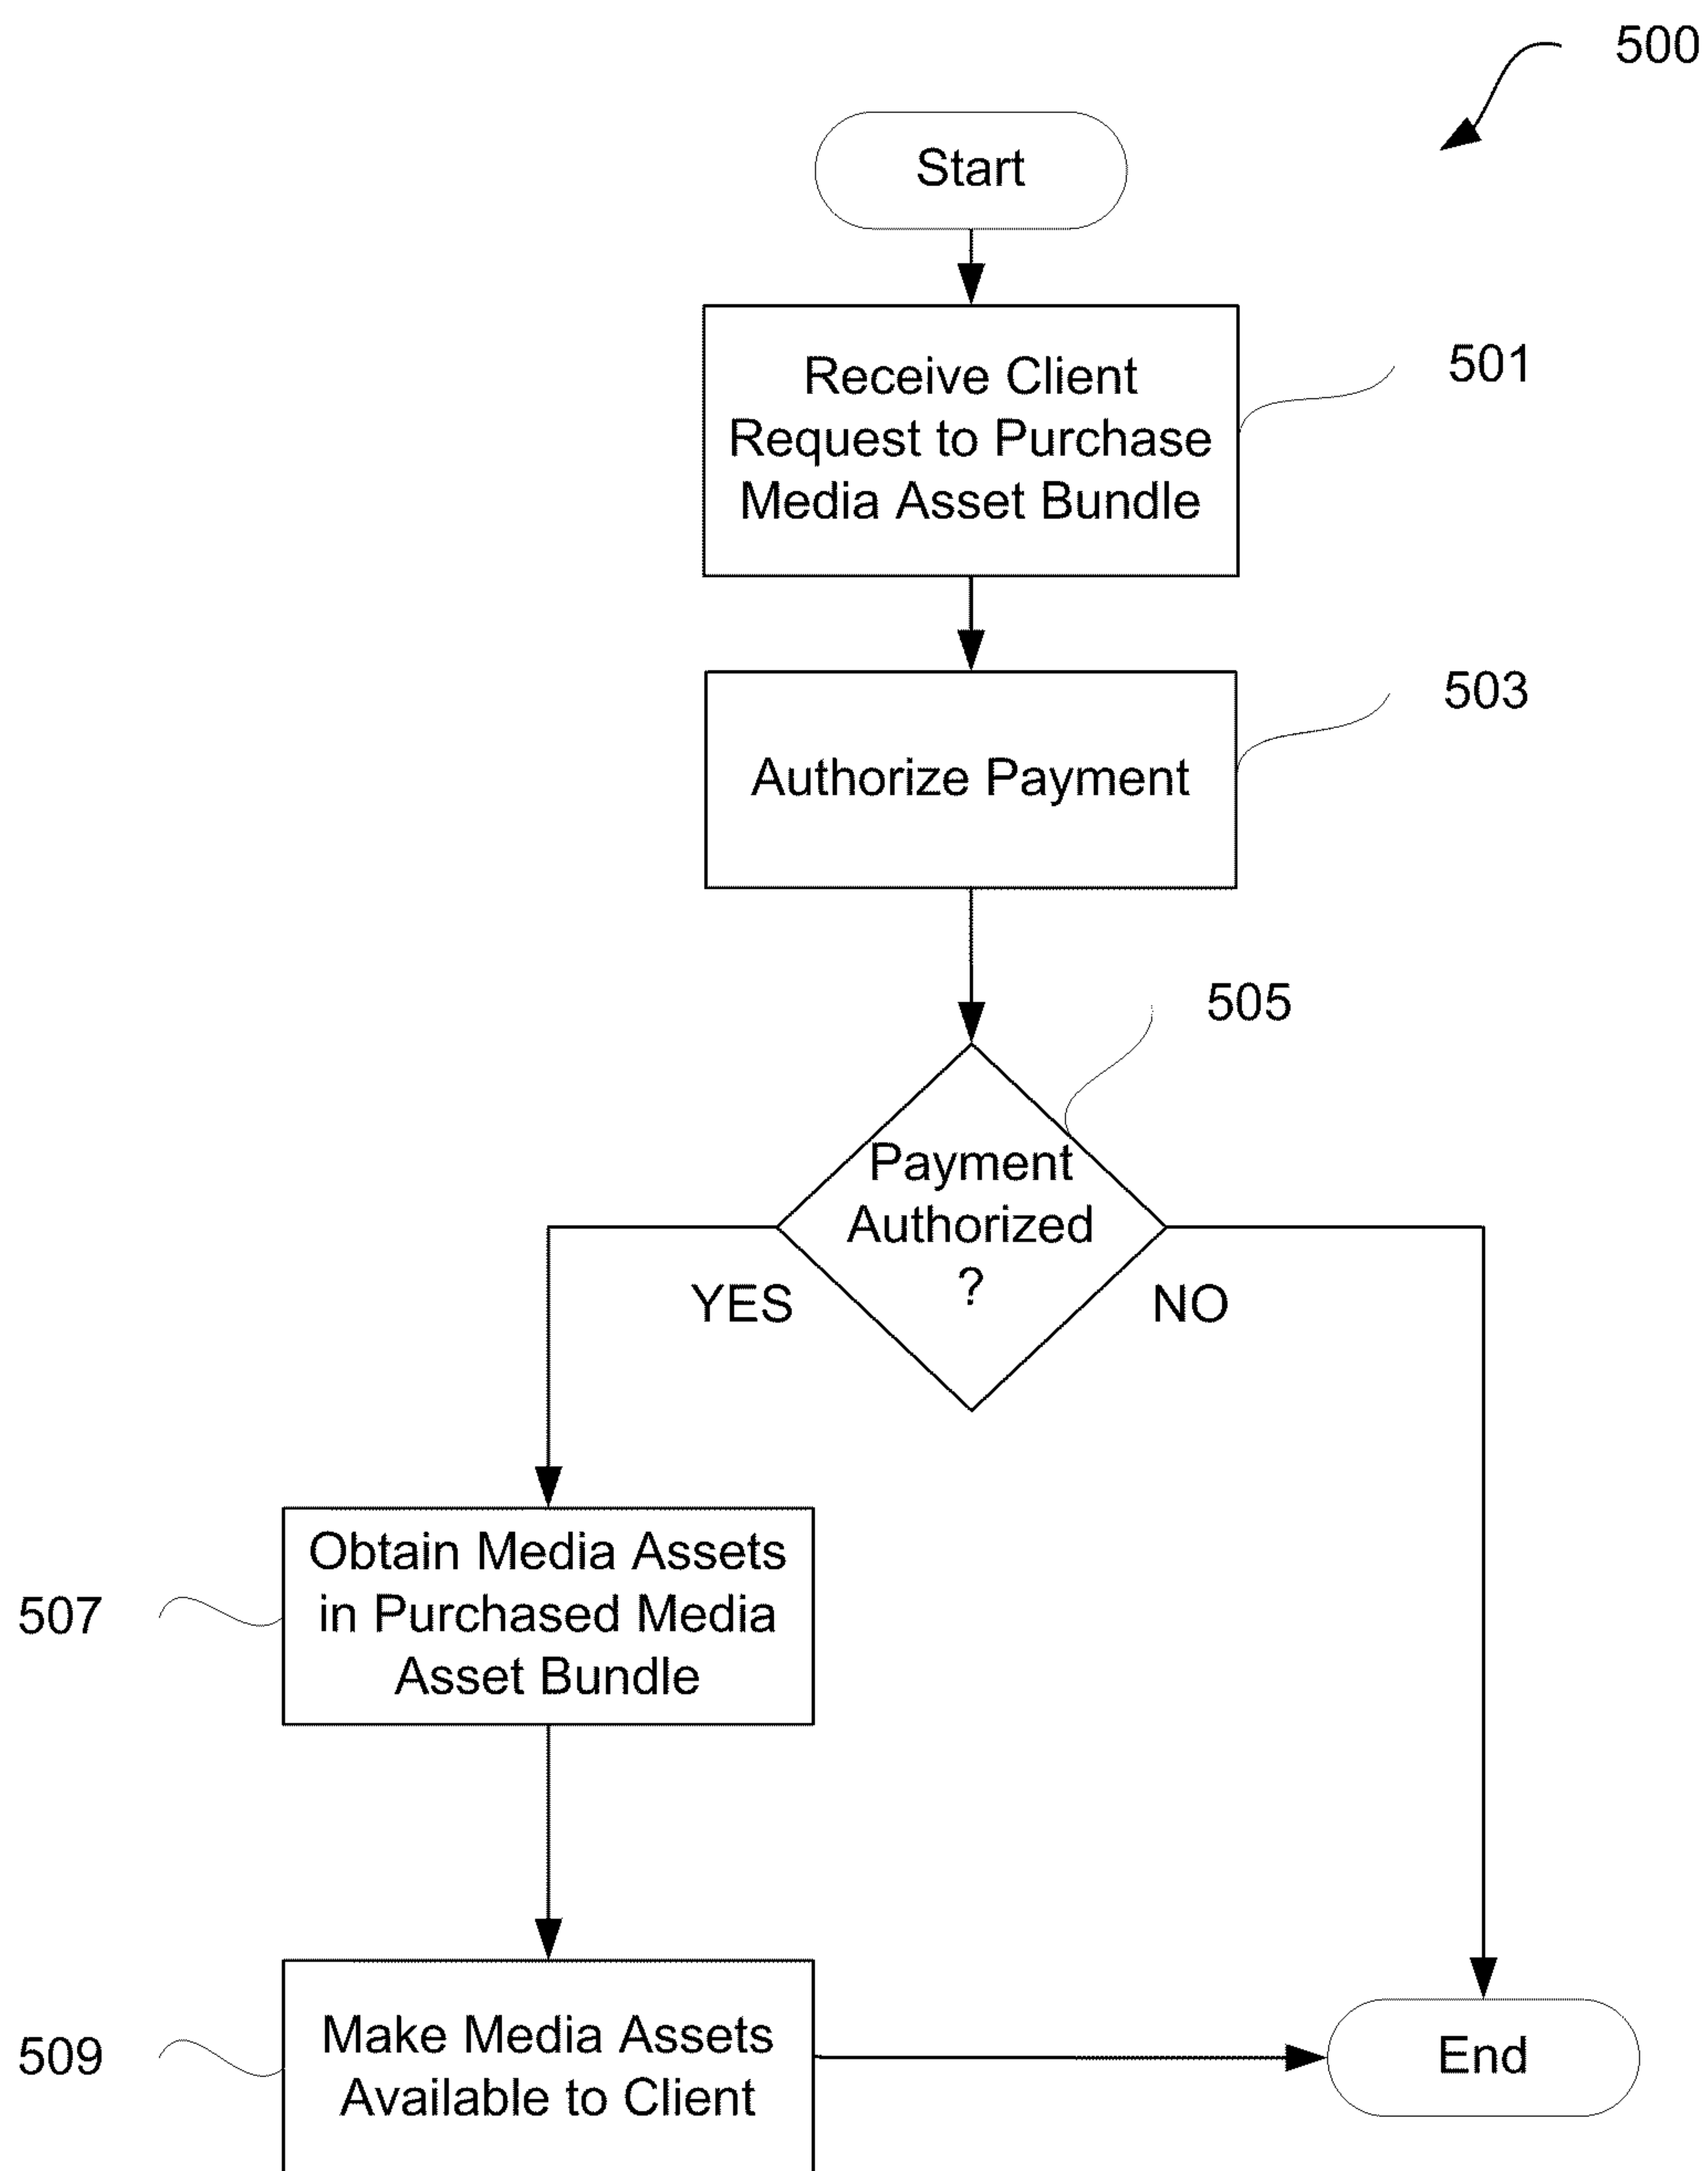 500
Start
Receive Client
Request to Purchase
Media Asset Bundle
501
Authorize Payment
503
505
Payment
Authorized
?
YES
NO
Obtain Media Assets
in Purchased Media
Asset Bundle
507
Make Media Assets
Available to Client
509
End